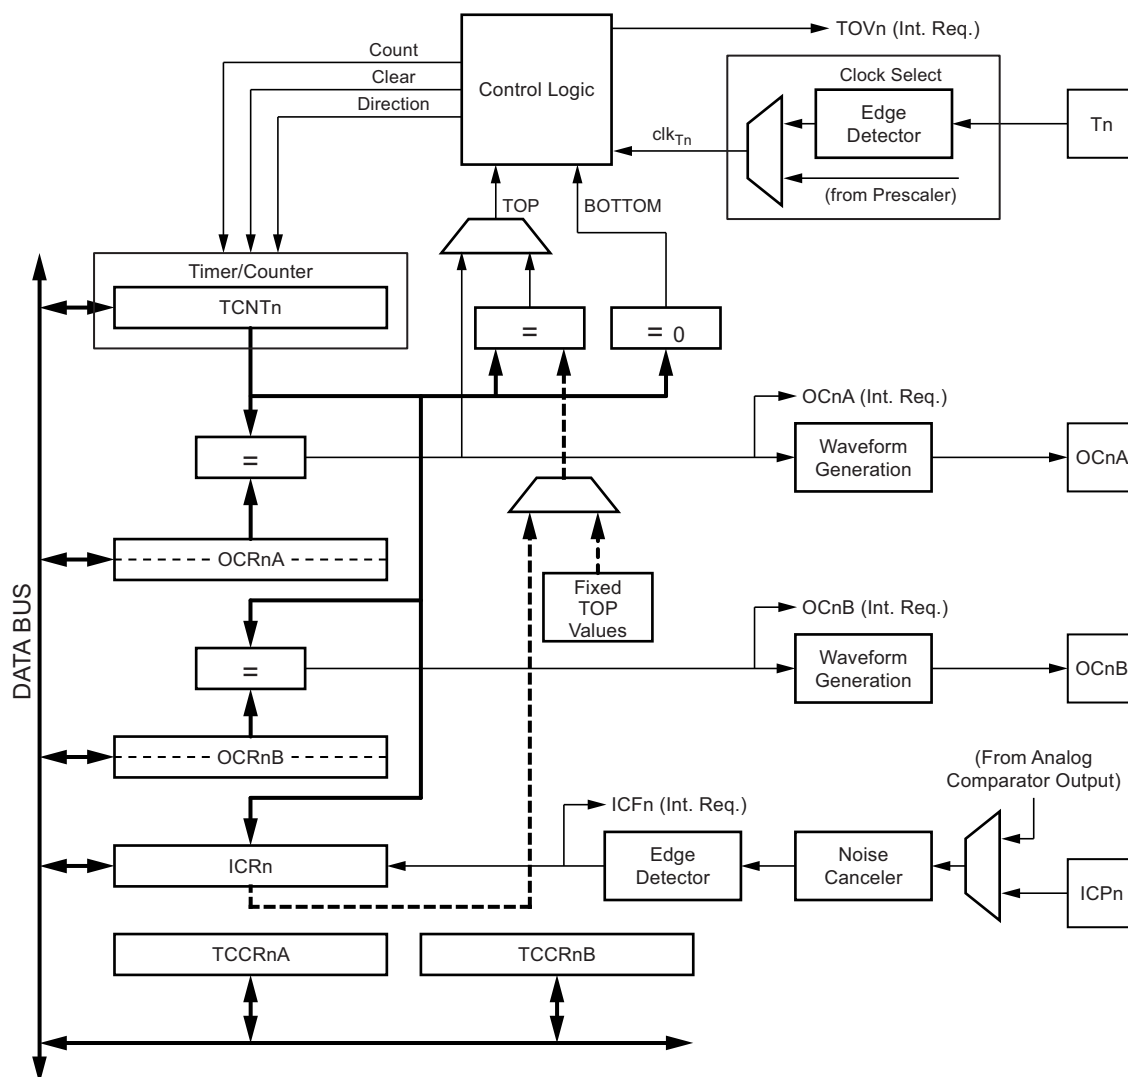 TOVn (Int. Req.)
Count
Clear
Direction
Control Logic
Clock Select
Edge
Detector
Tn
clkTn
(from Prescaler)
TOP
BOTTOM
Timer/Counter
TCNTn
=
= 0
OCnA (Int. Req.)
=
Waveform
Generation
OCnA
OCRnA
Fixed
TOP
Values
DATA BUS
OCnB (Int. Req.)
=
Waveform
Generation
OCnB
OCRnB
(From Analog
Comparator Output)
ICFn (Int. Req.)
ICRn
Edge
Detector
Noise
Canceler
ICPn
TCCRnA
TCCRnB